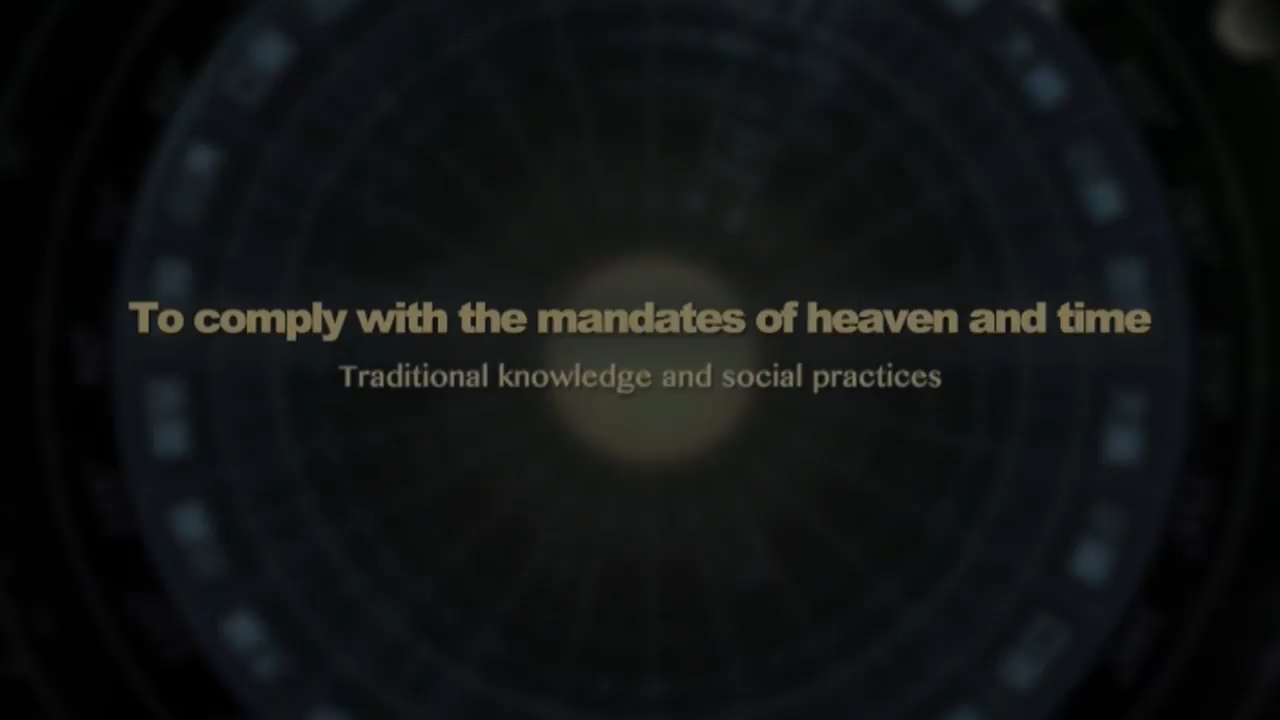 To comply with the mandates of heaven and time
Traditional knowledge and social practices